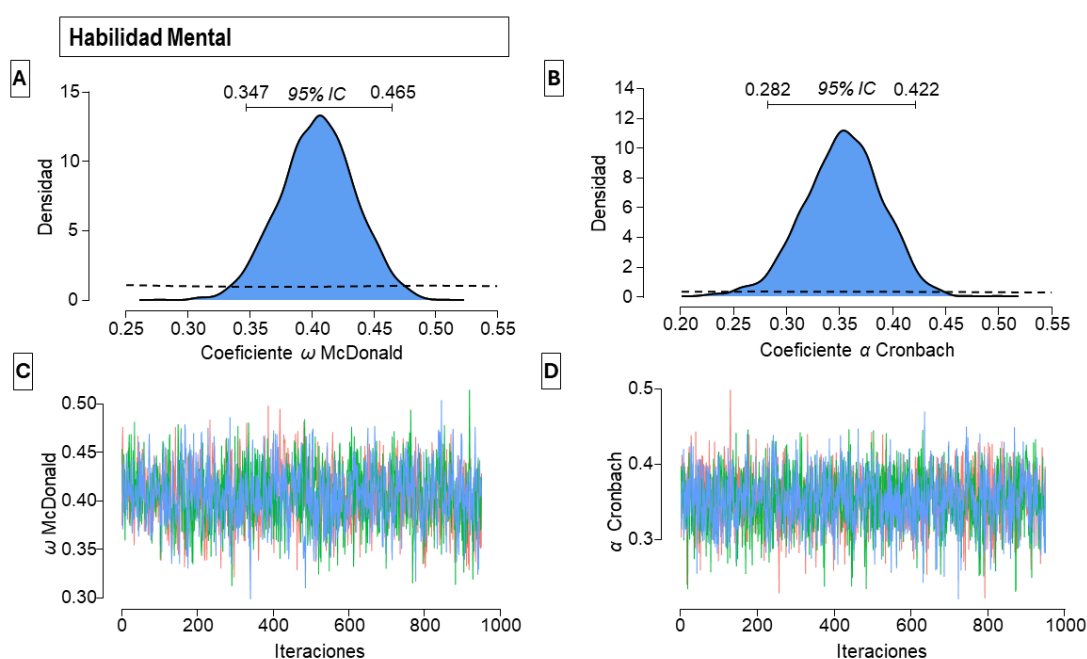 Habilidad Mental
A
0.347 95% IC 0.465
15
10
5
0
Densidad
0.25 0.30 0.35 0.40 0.45 0.50 0.55
Coeficiente ω McDonald
B
0.282 95% IC 0.422
14
12
10
8
6
4
2
0
Densidad
0.20 0.25 0.30 0.35 0.40 0.45 0.50 0.55
Coeficiente α Cronbach
C
0.50
0.45
0.40
0.35
0.30
ω McDonald
0 200 400 600 800 1000
Iteraciones
D
0.5
0.4
0.3
α Cronbach
0 200 400 600 800 1000
Iteraciones